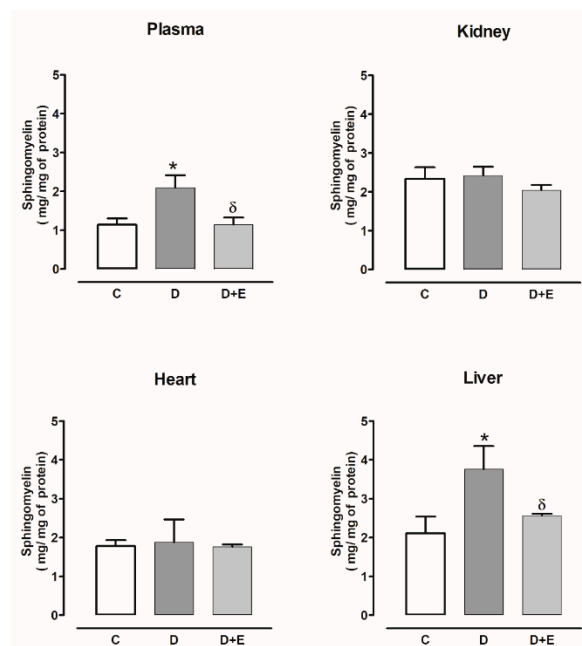 Plasma
Sphingomyelin
( mg/ mg of protein)
5
4
3
2
1
0
*
δ
C D D+E
Kidney
Sphingomyelin
( mg/ mg of protein)
5
4
3
2
1
0
C D D+E
Heart
Sphingomyelin
( mg/ mg of protein)
5
4
3
2
1
0
C D D+E
Liver
Sphingomyelin
( mg/ mg of protein)
5
4
3
2
1
0
*
δ
C D D+E